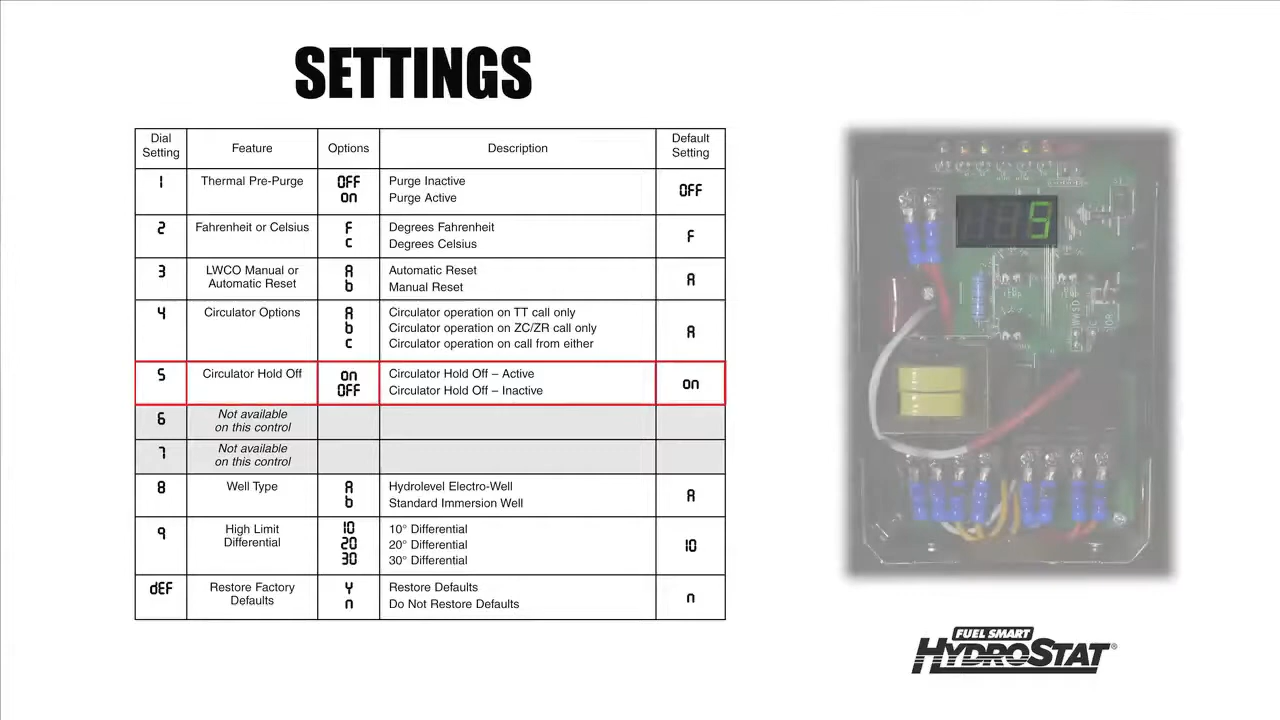 SETTINGS
Dial Setting Feature Options Description Default Setting
1 Thermal Pre-Purge OFF Purge Inactive OFF
on Purge Active
2 Fahrenheit or Celsius F Degrees Fahrenheit F
C Degrees Celsius
3 LWCO Manual or Automatic Reset A Automatic Reset A
b Manual Reset
4 Circulator Options A Circulator operation on TT call only A
b Circulator operation on ZC/ZR call only
c Circulator operation on call from either
5 Circulator Hold Off on Circulator Hold Off – Active on
OFF Circulator Hold Off – Inactive
6 Not available on this control
7 Not available on this control
8 Well Type A Hydrolevel Electro-Well A
b Standard Immersion Well
9 High Limit Differential 10 10° Differential 10
20 20° Differential
30 30° Differential
dEF Restore Factory Defaults Y Restore Defaults n
n Do Not Restore Defaults
9
FUEL SMART
HYDROSTAT®